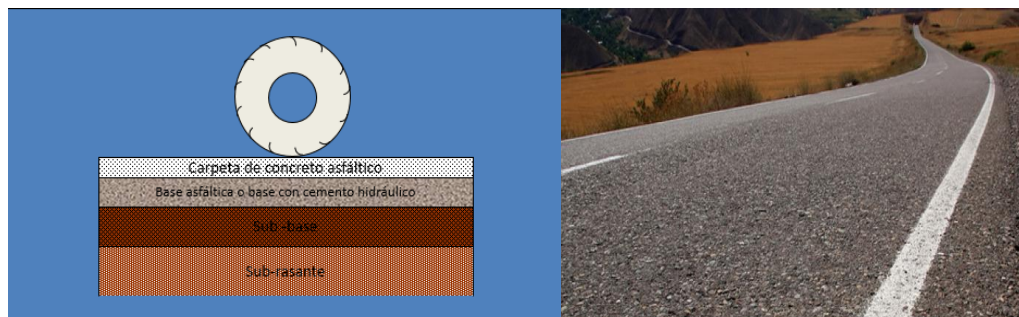 Carpeta de concreto asfáltico
Base asfáltica o base con cemento hidráulico
Sub-base
Sub-rasante